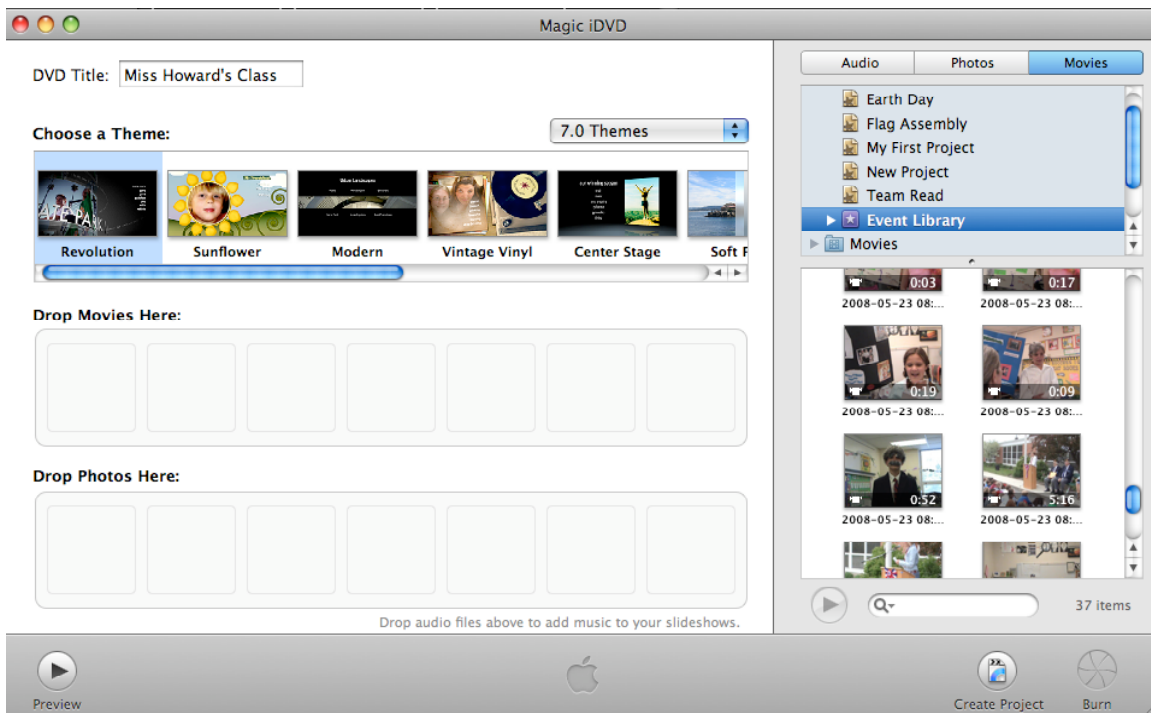 Magic iDVD
DVD Title: Miss Howard's Class
Choose a Theme:
7.0 Themes
Revolution
Sunflower
Modern
Vintage Vinyl
Center Stage
Soft F
Drop Movies Here:
Drop Photos Here:
Drop audio files above to add music to your slideshows.
Preview
Audio
Photos
Movies
Earth Day
Flag Assembly
My First Project
New Project
Team Read
Event Library
Movies
0:03
0:17
2008-05-23 08:...
2008-05-23 08:...
0:19
0:09
2008-05-23 08:...
2008-05-23 08:...
0:52
5:16
2008-05-23 08:...
2008-05-23 08:...
37 items
Create Project
Burn